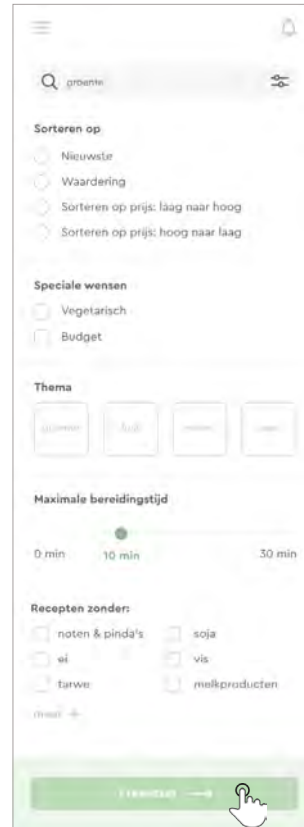 groente
Sorteren op
Nieuwste
Waardering
Sorteren op prijs: laag naar hoog
Sorteren op prijs: hoog naar laag
Speciale wensen
Vegetarisch
Budget
Thema
Maximale bereidingstijd
0 min 10 min 30 min
Recepten zonder:
noten & pinda's soja
ei vis
tarwe melkproducten
meer +